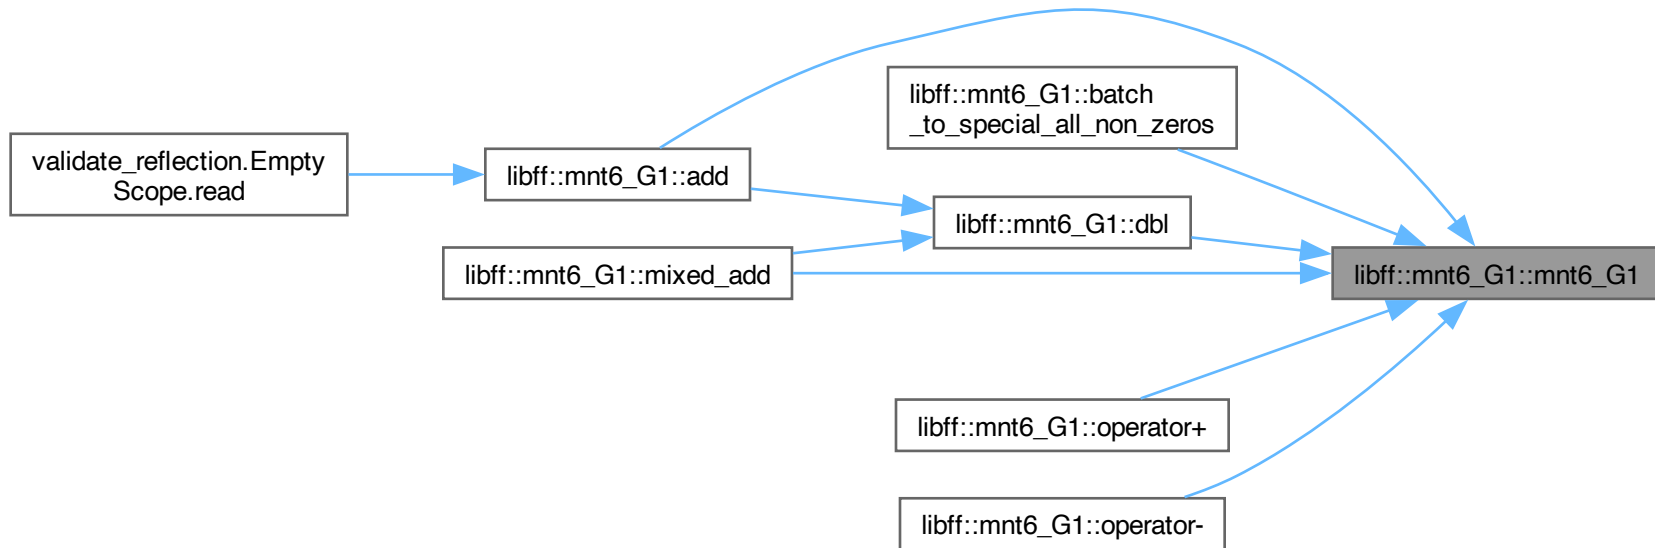 validate_reflection.Empty
Scope.read
libff::mnt6_G1::add
libff::mnt6_G1::mixed_add
libff::mnt6_G1::batch
_to_special_all_non_zeros
libff::mnt6_G1::dbl
libff::mnt6_G1::operator+
libff::mnt6_G1::operator-
libff::mnt6_G1::mnt6_G1